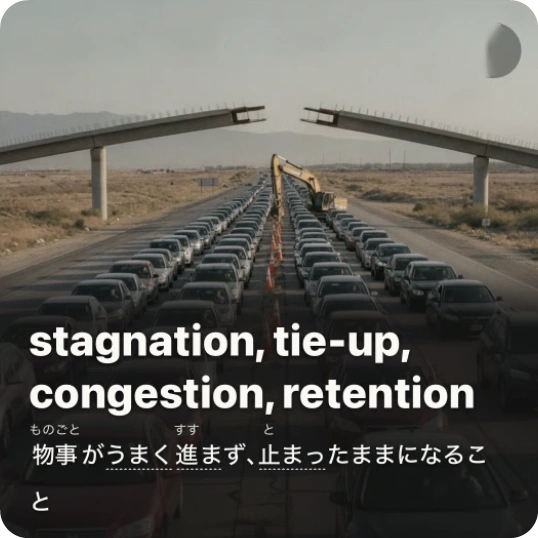 stagnation, tie-up,
congestion, retention
ものごと すす と
物事がうまく進まず、止まったままになるこ
と